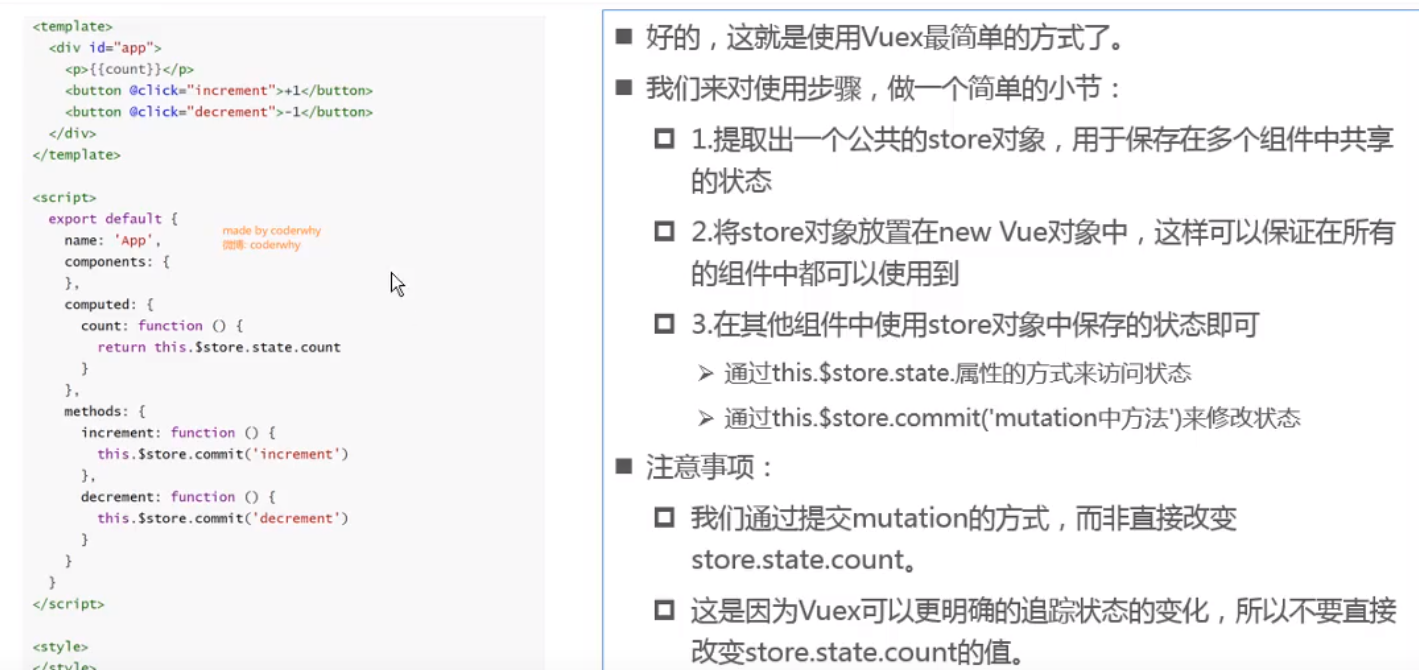 <template>
<div id="app">
<p>{{count}}</p>
<button @click="increment">+1</button>
<button @click="decrement">-1</button>
</div>
</template>
<script>
export default {
name: 'App',
components: {
},
computed: {
count: function () {
return this.$store.state.count
}
},
methods: {
increment: function () {
this.$store.commit('increment')
},
decrement: function () {
this.$store.commit('decrement')
}
}
}
</script>
<style>
</style>
made by coderwhy
微博: coderwhy
好的，这就是使用Vuex最简单的方式了。
我们来对使用步骤，做一个简单的小节：
1.提取出一个公共的store对象，用于保存在多个组件中共享
的状态
2.将store对象放置在new Vue对象中，这样可以保证在所有
的组件中都可以使用到
3.在其他组件中使用store对象中保存的状态即可
通过this.$store.state.属性的方式来访问状态
通过this.$store.commit('mutation中方法')来修改状态
注意事项：
我们通过提交mutation的方式，而非直接改变
store.state.count。
这是因为Vuex可以更明确的追踪状态的变化，所以不要直接
改变store.state.count的值。